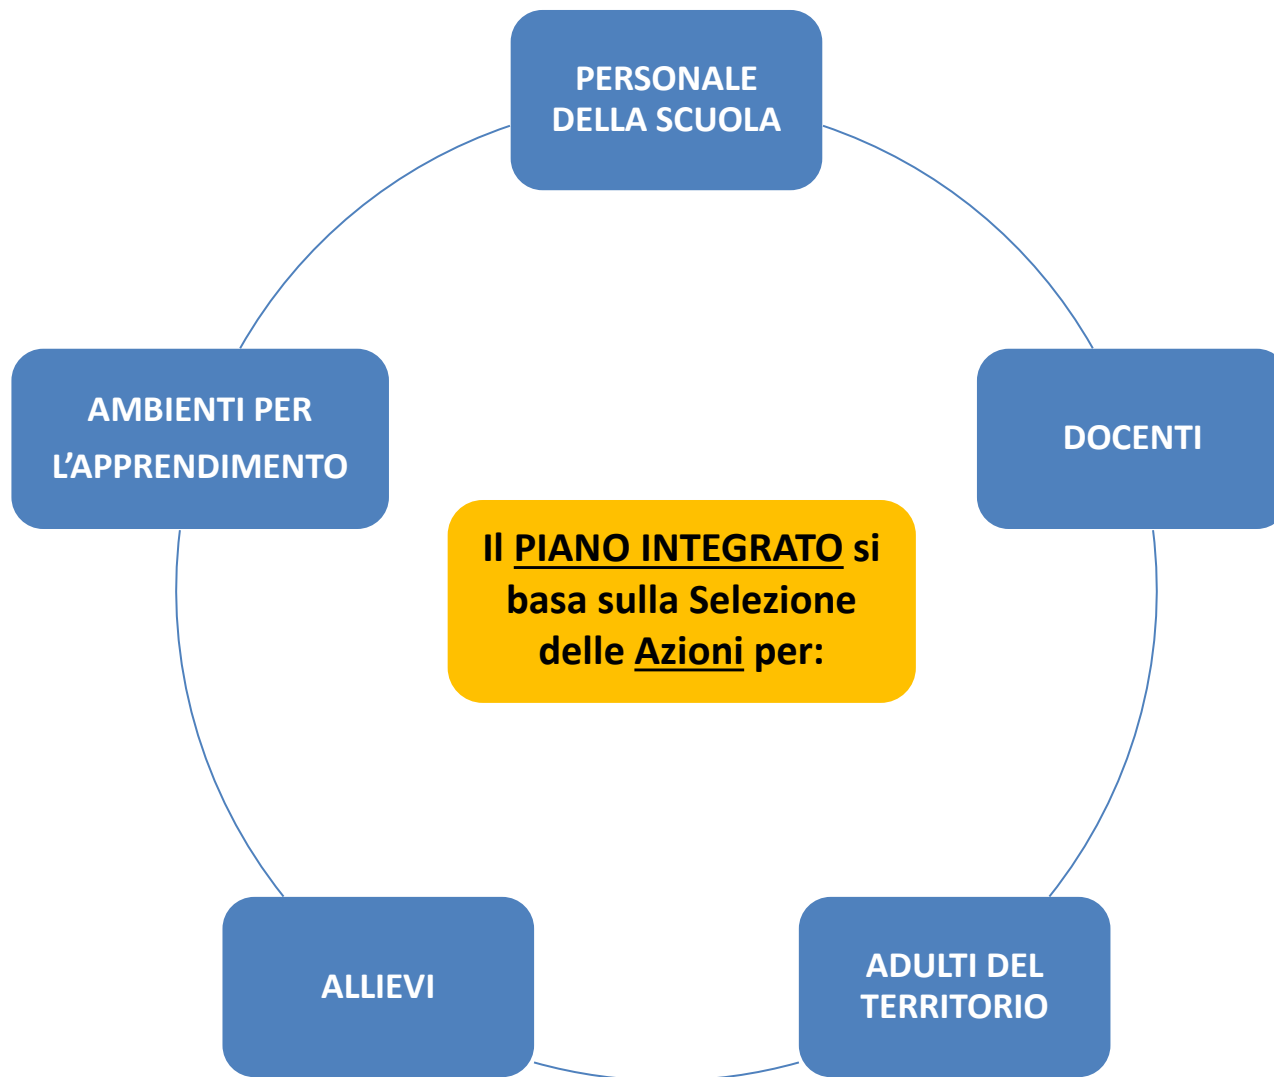 PERSONALE
DELLA SCUOLA
AMBIENTI PER
L’APPRENDIMENTO
DOCENTI
Il PIANO INTEGRATO si
basa sulla Selezione
delle Azioni per:
ALLIEVI
ADULTI DEL
TERRITORIO